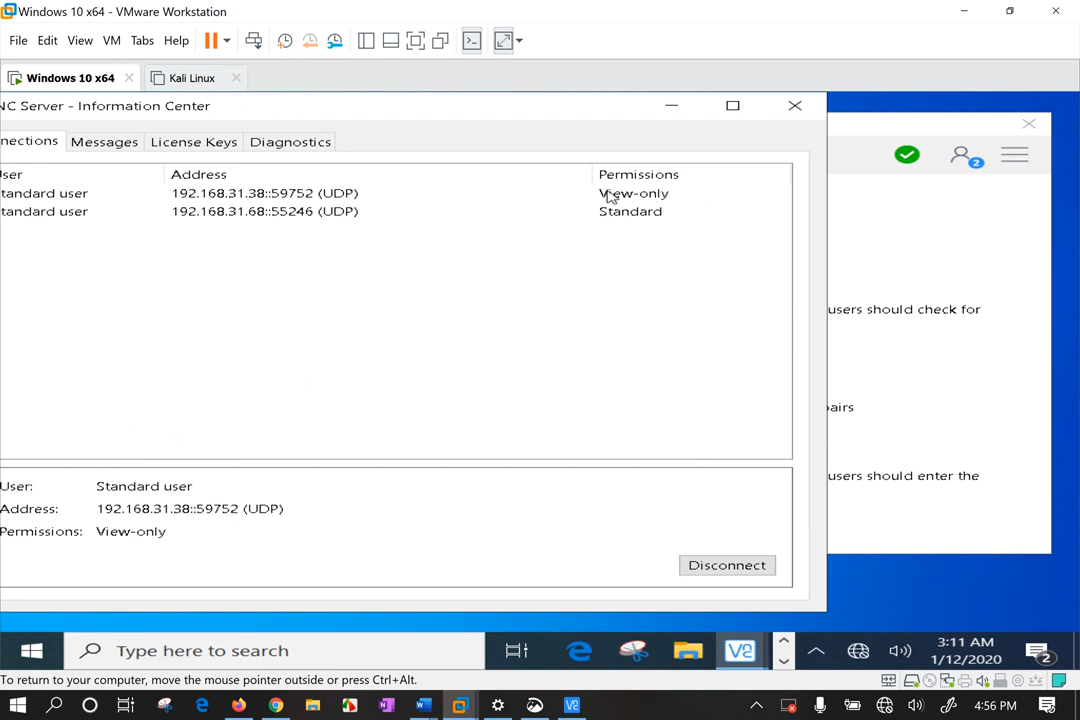 Windows 10 x64 - VMware Workstation
File Edit View VM Tabs Help
Windows 10 x64 Kali Linux
NC Server - Information Center
nections Messages License Keys Diagnostics
ser Address Permissions
tandard user 192.168.31.38::59752 (UDP) View-only
tandard user 192.168.31.68::55246 (UDP) Standard
2
users should check for
pairs
users should enter the
User: Standard user
Address: 192.168.31.38::59752 (UDP)
Permissions: View-only
Disconnect
Type here to search
3:11 AM
1/12/2020
2
To return to your computer, move the mouse pointer outside or press Ctrl+Alt.
4:56 PM